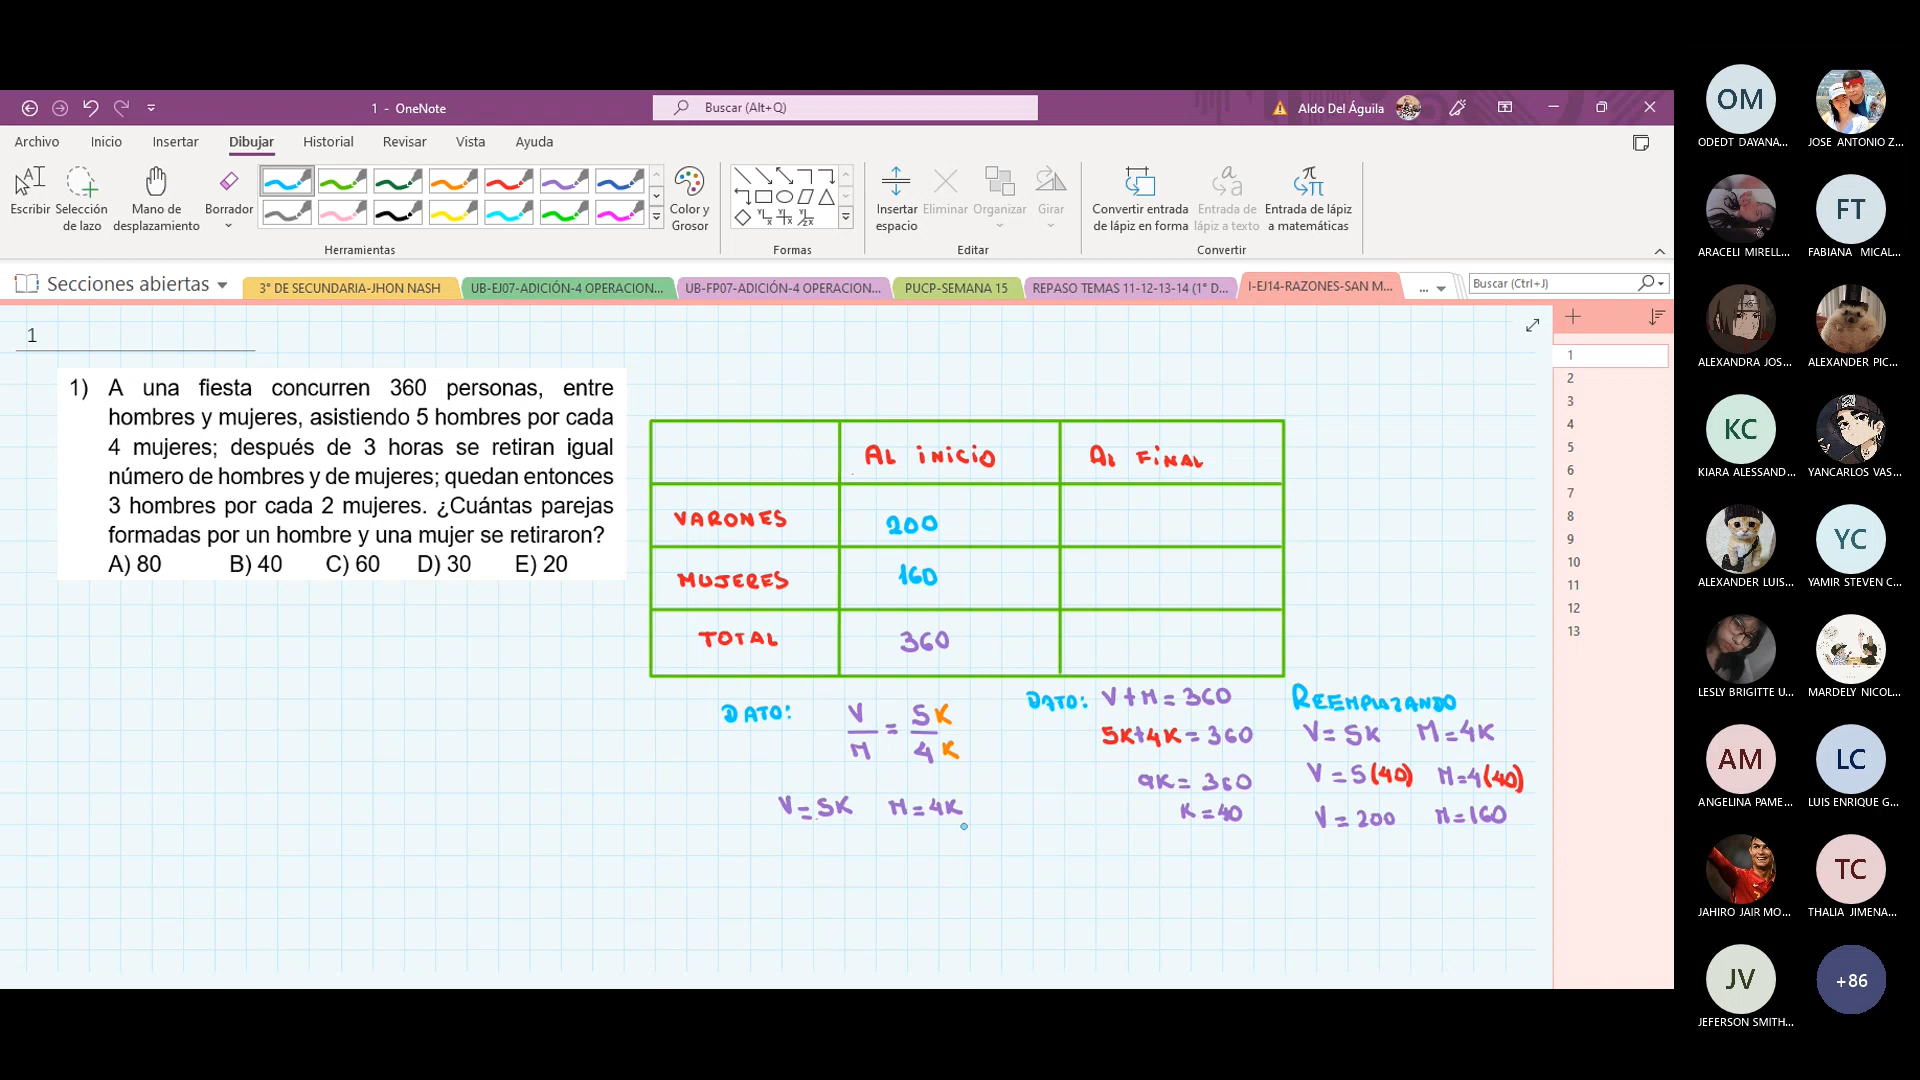 1 - OneNote
Buscar (Alt+Q)
Aldo Del Águila
Archivo Inicio Insertar Dibujar Historial Revisar Vista Ayuda
Escribir
Selección de lazo
Mano de desplazamiento
Borrador
Color y Grosor
Insertar espacio
Eliminar
Organizar
Girar
Convertir entrada de lápiz en forma
Entrada de lápiz a texto
Entrada de lápiz a matemáticas
Herramientas Formas Editar Convertir
Secciones abiertas
3° DE SECUNDARIA-JHON NASH
UB-EJ07-ADICIÓN-4 OPERACION...
UB-FP07-ADICIÓN-4 OPERACION...
PUCP-SEMANA 15
REPASO TEMAS 11-12-13-14 (1° D...
I-EJ14-RAZONES-SAN M...
...
Buscar (Ctrl+J)
1
1) A una fiesta concurren 360 personas, entre
hombres y mujeres, asistiendo 5 hombres por cada
4 mujeres; después de 3 horas se retiran igual
número de hombres y de mujeres; quedan entonces
3 hombres por cada 2 mujeres. ¿Cuántas parejas
formadas por un hombre y una mujer se retiraron?
A) 80 B) 40 C) 60 D) 30 E) 20
AL INICIO AL FINAL
VARONES 200
MUJERES 160
TOTAL 360
DATO: V/M = 5K/4K
V=5K M=4K
DATO: V+M=360
5K+4K=360
9K=360
K=40
REEMPLAZANDO
V=5K M=4K
V=5(40) M=4(40)
V=200 M=160
1
2
3
4
5
6
7
8
9
10
11
12
13
OM
ODEDT DAYANA...
JOSE ANTONIO Z...
ARACELI MIRELL...
FT
FABIANA MICAL...
ALEXANDRA JOS...
ALEXANDER PIC...
KC
KIARA ALESSAND...
YANCARLOS VAS...
ALEXANDER LUIS...
YC
YAMIR STEVEN C...
LESLY BRIGITTE U...
MARDELY NICOL...
AM
ANGELINA PAME...
LC
LUIS ENRIQUE G...
JAHIRO JAIR MO...
TC
THALIA JIMENA...
JV
JEFERSON SMITH...
+86